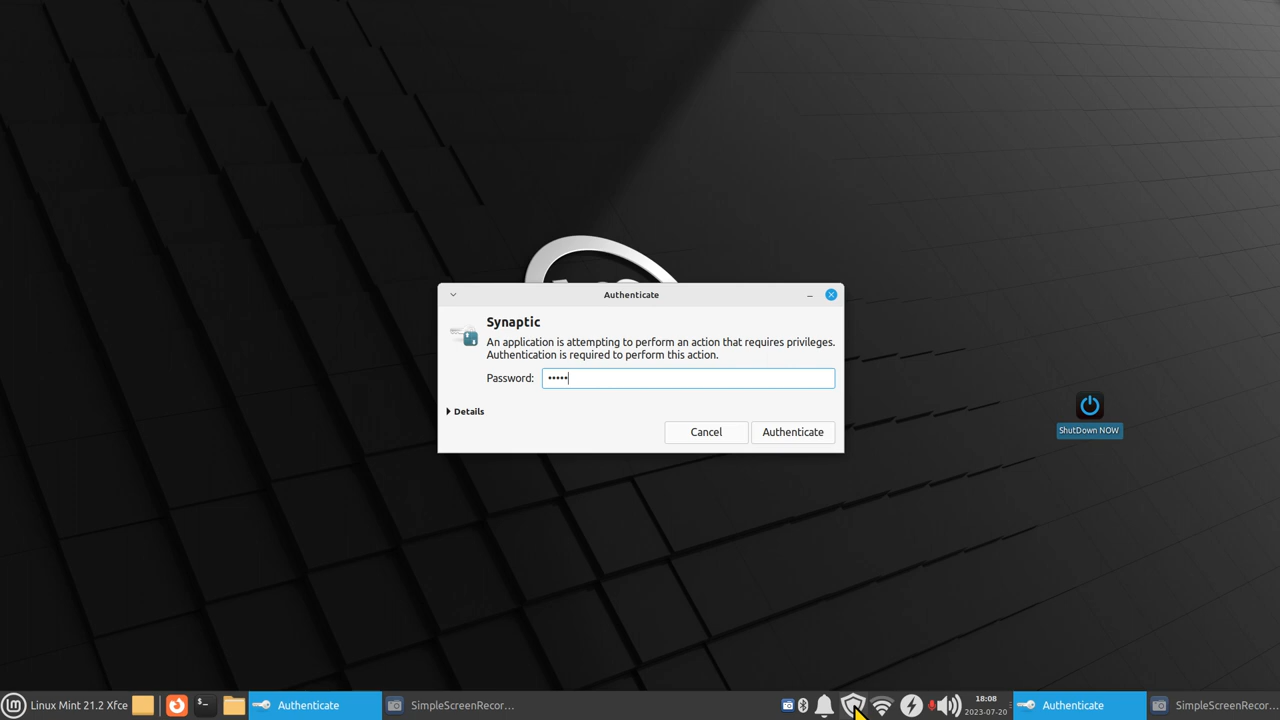 Authenticate
Synaptic
An application is attempting to perform an action that requires privileges.
Authentication is required to perform this action.
Password: •••••
Details
Cancel
Authenticate
ShutDown NOW
Linux Mint 21.2 Xfce
Authenticate
SimpleScreenRecor...
18:08
2023-07-20
Authenticate
SimpleScreenRecor...